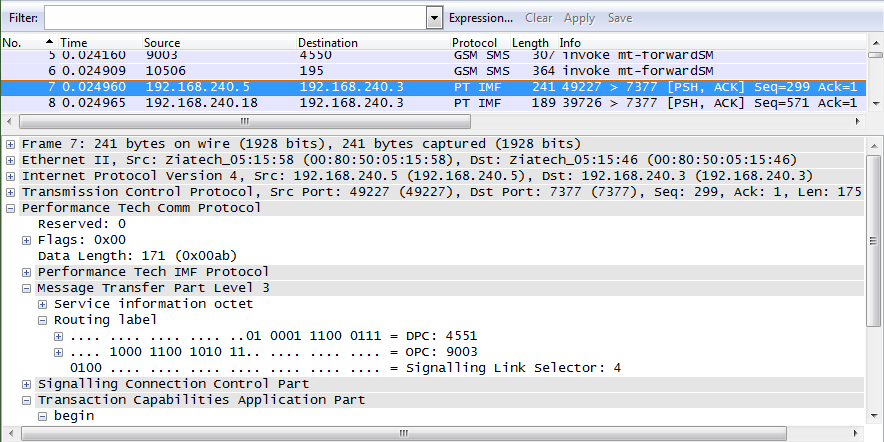 Filter: Expression... Clear Apply Save
No. Time Source Destination Protocol Length Info
5 0.024160 9003 4550 GSM SMS 307 invoke mt-forwardSM
6 0.024909 10506 195 GSM SMS 364 invoke mt-forwardSM
7 0.024960 192.168.240.5 192.168.240.3 PT IMF 241 49227 > 7377 [PSH, ACK] Seq=299 Ack=1
8 0.024965 192.168.240.18 192.168.240.3 PT IMF 189 39726 > 7377 [PSH, ACK] Seq=571 Ack=1
Frame 7: 241 bytes on wire (1928 bits), 241 bytes captured (1928 bits)
Ethernet II, Src: Ziatech_05:15:58 (00:80:50:05:15:58), Dst: Ziatech_05:15:46 (00:80:50:05:15:46)
Internet Protocol Version 4, Src: 192.168.240.5 (192.168.240.5), Dst: 192.168.240.3 (192.168.240.3)
Transmission Control Protocol, Src Port: 49227 (49227), Dst Port: 7377 (7377), Seq: 299, Ack: 1, Len: 175
Performance Tech Comm Protocol
Reserved: 0
Flags: 0x00
Data Length: 171 (0x00ab)
Performance Tech IMF Protocol
Message Transfer Part Level 3
Service information octet
Routing label
.... .... .... .... ..01 0001 1100 0111 = DPC: 4551
.... 1000 1100 1010 11.. .... .... .... = OPC: 9003
0100 .... .... .... .... .... .... .... = Signalling Link Selector: 4
Signalling Connection Control Part
Transaction Capabilities Application Part
begin